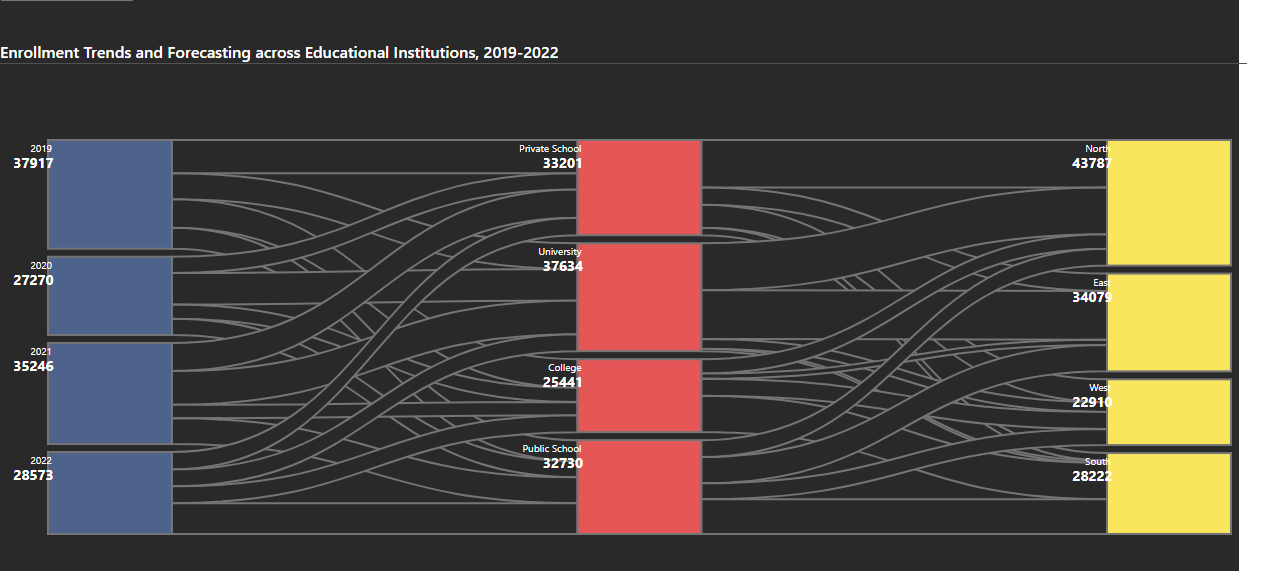 Enrollment Trends and Forecasting across Educational Institutions, 2019-2022
2019
37917
2020
27270
2021
35246
2022
28573
Private School
33201
University
37634
College
25441
Public School
32730
North
43787
East
34079
West
22910
South
28222